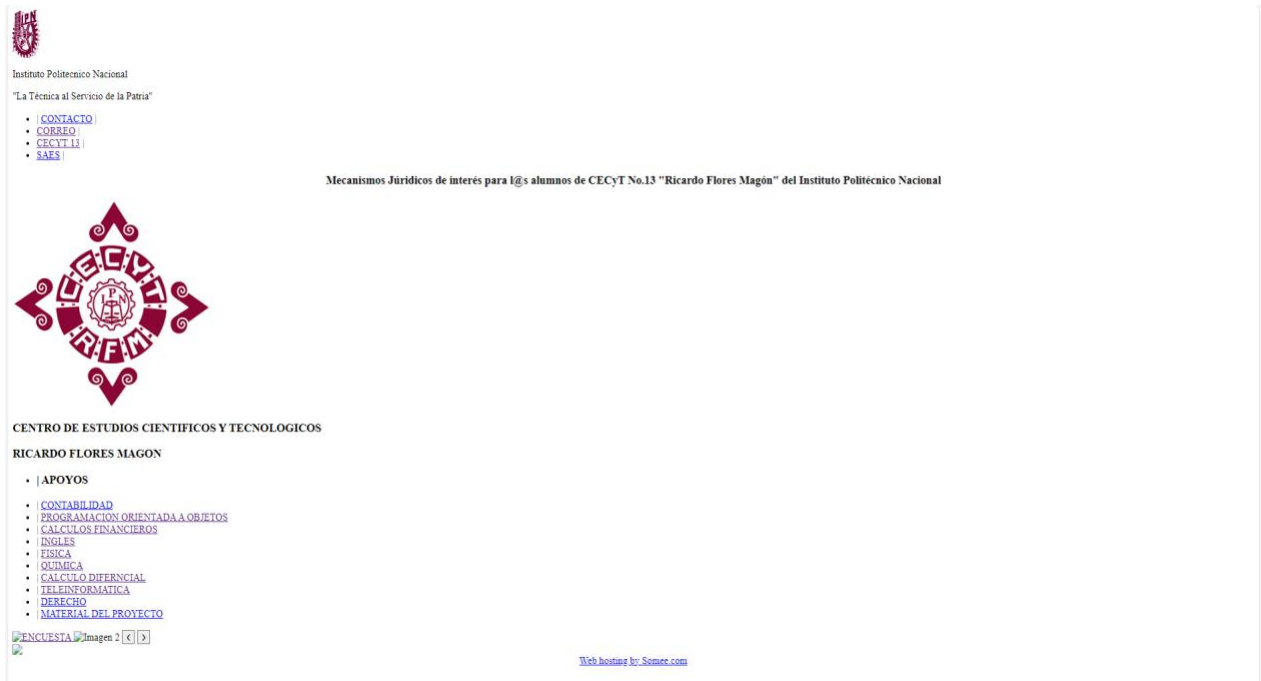 Instituto Politecnico Nacional
"La Técnica al Servicio de la Patria"
| CONTACTO |
CORREO |
CECYT 13 |
SAES |
Mecanismos Júridicos de interés para l@s alumnos de CECyT No.13 "Ricardo Flores Magón" del Instituto Politécnico Nacional
CECYT
IPN
RFM
CENTRO DE ESTUDIOS CIENTIFICOS Y TECNOLOGICOS
RICARDO FLORES MAGON
| APOYOS
| CONTABILIDAD
| PROGRAMACION ORIENTADA A OBJETOS
| CALCULOS FINANCIEROS
| INGLES
| FISICA
| QUIMICA
| CALCULO DIFERNCIAL
| TELEINFORMATICA
| DERECHO
| MATERIAL DEL PROYECTO
ENCUESTA Imagen 2 < >
Web hosting by Somee.com